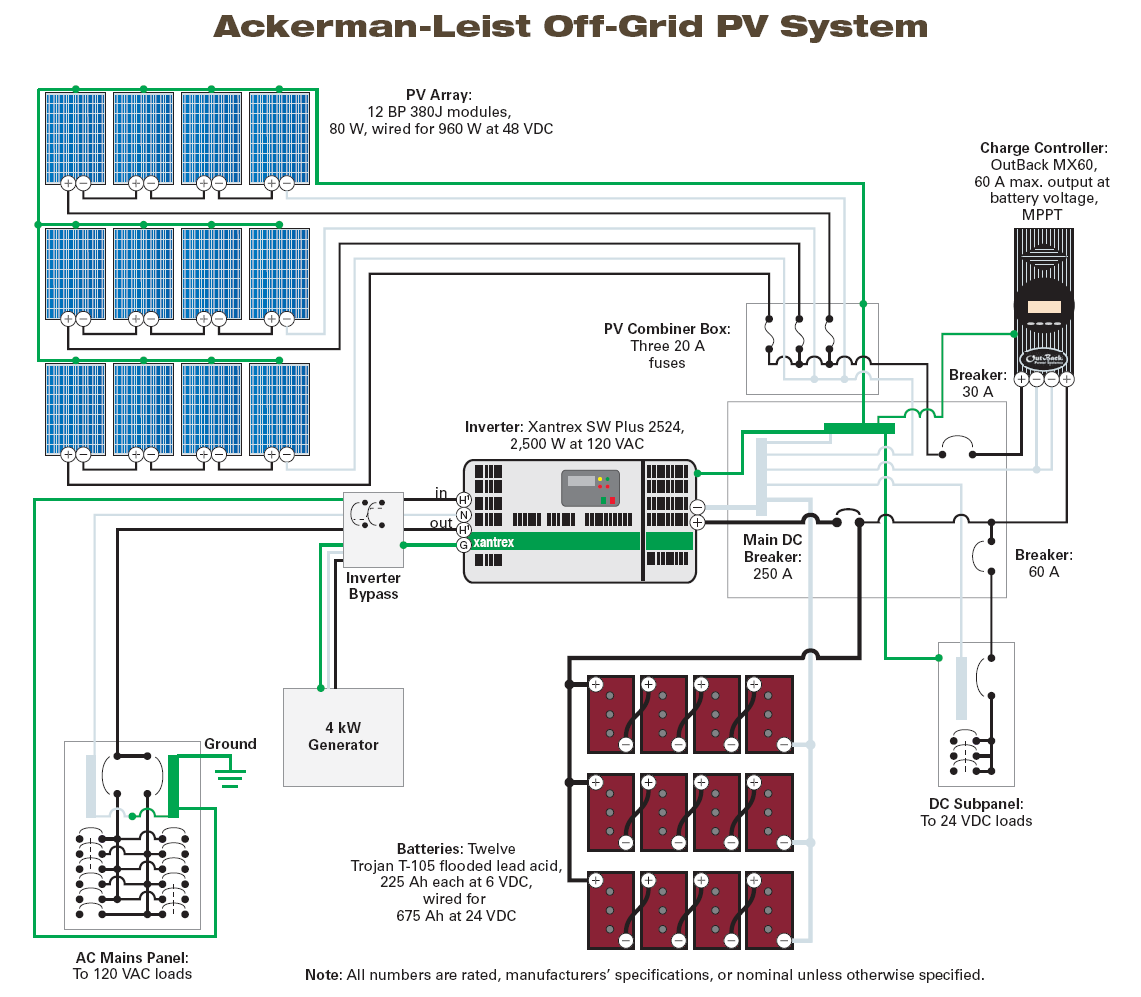 Ackerman-Leist Off-Grid PV System
PV Array:
12 BP 380J modules,
80 W, wired for 960 W at 48 VDC
Charge Controller:
OutBack MX60,
60 A max. output at
battery voltage,
MPPT
PV Combiner Box:
Three 20 A
fuses
OutBack
Power Systems
Breaker:
30 A
Inverter: Xantrex SW Plus 2524,
2,500 W at 120 VAC
in
H
N
out
H
G
xantrex
Inverter
Bypass
Main DC
Breaker:
250 A
Breaker:
60 A
4 kW
Generator
Ground
DC Subpanel:
To 24 VDC loads
Batteries: Twelve
Trojan T-105 flooded lead acid,
225 Ah each at 6 VDC,
wired for
675 Ah at 24 VDC
AC Mains Panel:
To 120 VAC loads
Note: All numbers are rated, manufacturers’ specifications, or nominal unless otherwise specified.